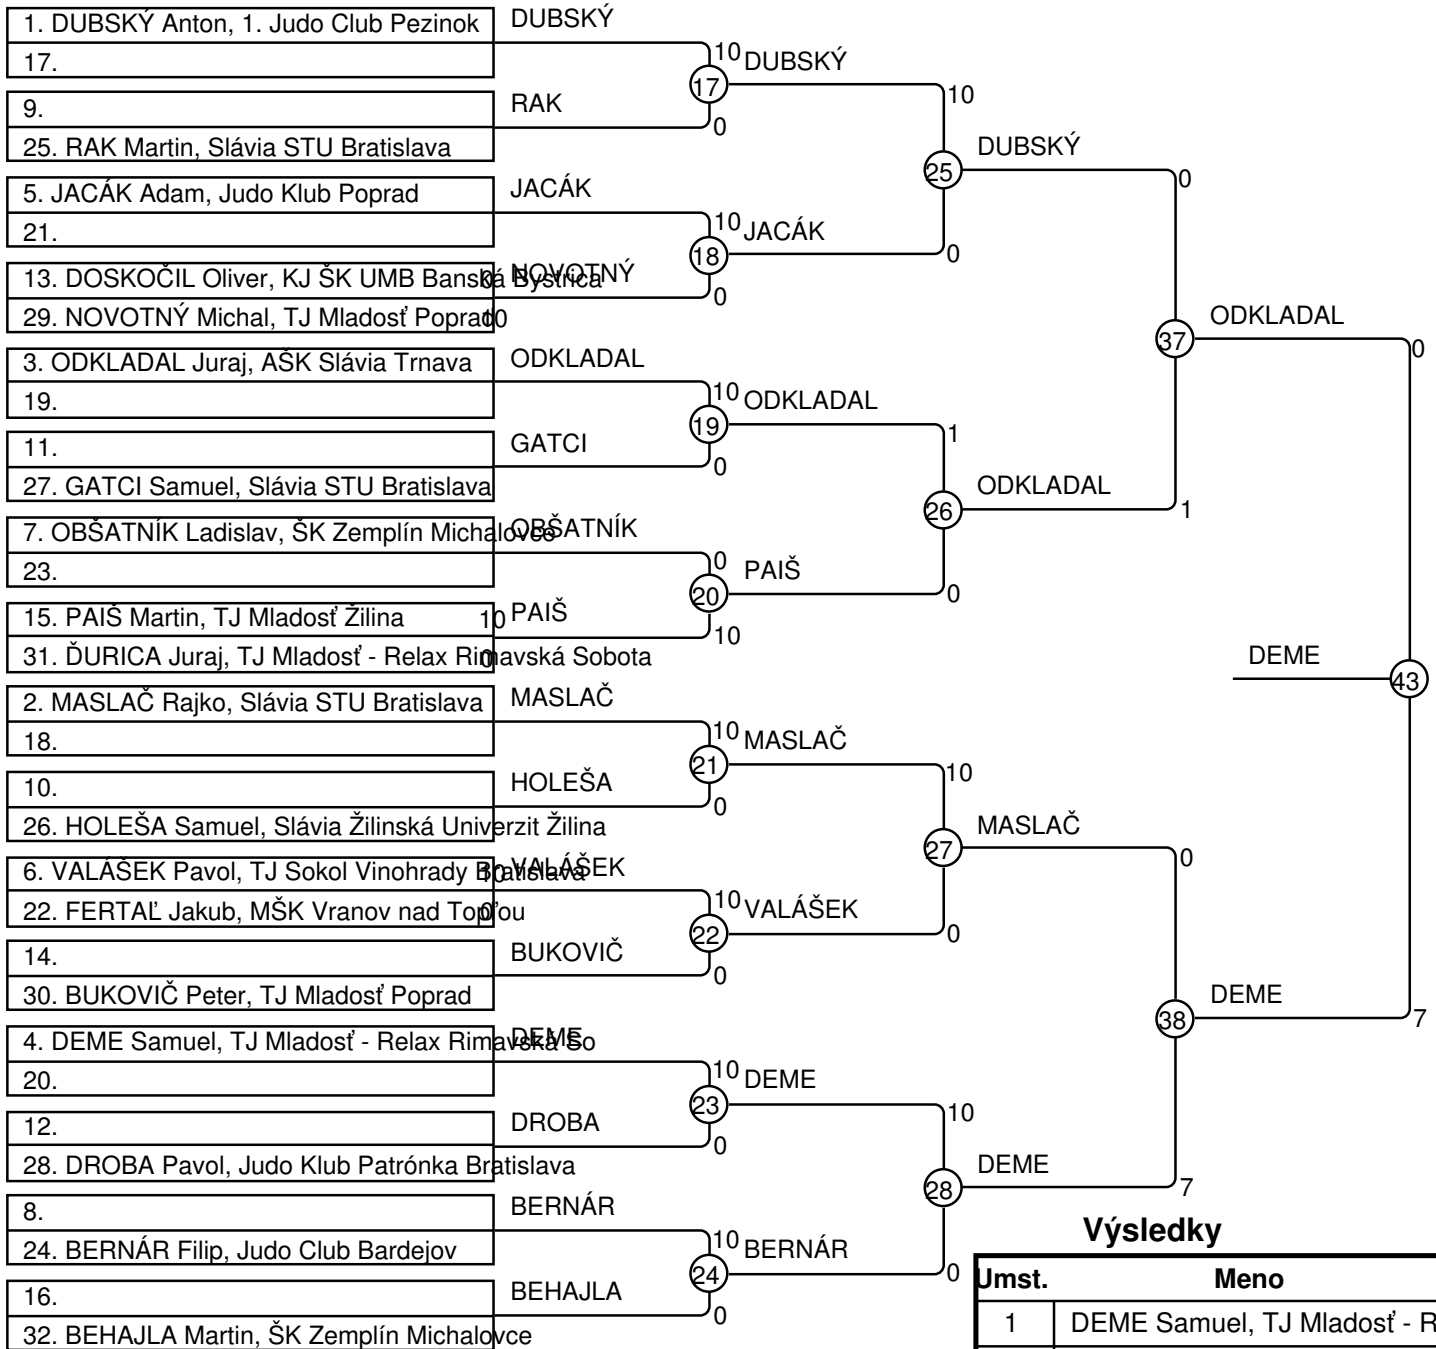 1. DUBSKÝ Anton, 1. Judo Club Pezinok
17.
9.
25. RAK Martin, Slávia STU Bratislava
5. JACÁK Adam, Judo Klub Poprad
21.
13. DOSKOČIL Oliver, KJ ŠK UMB Banská Bystrica 0
29. NOVOTNÝ Michal, TJ Mladosť Poprad 10
3. ODKLADAL Juraj, AŠK Slávia Trnava
19.
11.
27. GATCI Samuel, Slávia STU Bratislava
7. OBŠATNÍK Ladislav, ŠK Zemplín Michalovce
23.
15. PAIŠ Martin, TJ Mladosť Žilina 10
31. ĎURICA Juraj, TJ Mladosť - Relax Rimavská Sobota 0
2. MASLAČ Rajko, Slávia STU Bratislava
18.
10.
26. HOLEŠA Samuel, Slávia Žilinská Univerzit Žilina
6. VALÁŠEK Pavol, TJ Sokol Vinohrady Bratislava 10
22. FERTAĽ Jakub, MŠK Vranov nad Topľou 0
14.
30. BUKOVIČ Peter, TJ Mladosť Poprad
4. DEME Samuel, TJ Mladosť - Relax Rimavská So
20.
12.
28. DROBA Pavol, Judo Klub Patrónka Bratislava
8.
24. BERNÁR Filip, Judo Club Bardejov
16.
32. BEHAJLA Martin, ŠK Zemplín Michalovce
DUBSKÝ 10
17
RAK 0
JACÁK 10
18
NOVOTNÝ 0
ODKLADAL 10
19
GATCI 0
OBŠATNÍK 0
20
PAIŠ 10
MASLAČ 10
21
HOLEŠA 0
VALÁŠEK 10
22
BUKOVIČ 0
DEME 10
23
DROBA 0
BERNÁR 10
24
BEHAJLA 0
DUBSKÝ 10
25
JACÁK 0
ODKLADAL 1
26
PAIŠ 0
MASLAČ 10
27
VALÁŠEK 0
DEME 10
28
BERNÁR 0
DUBSKÝ 0
37
ODKLADAL 1
MASLAČ 0
38
DEME 7
ODKLADAL 0
43
DEME 7
DEME
Výsledky
Umst. Meno
1 DEME Samuel, TJ Mladosť - R